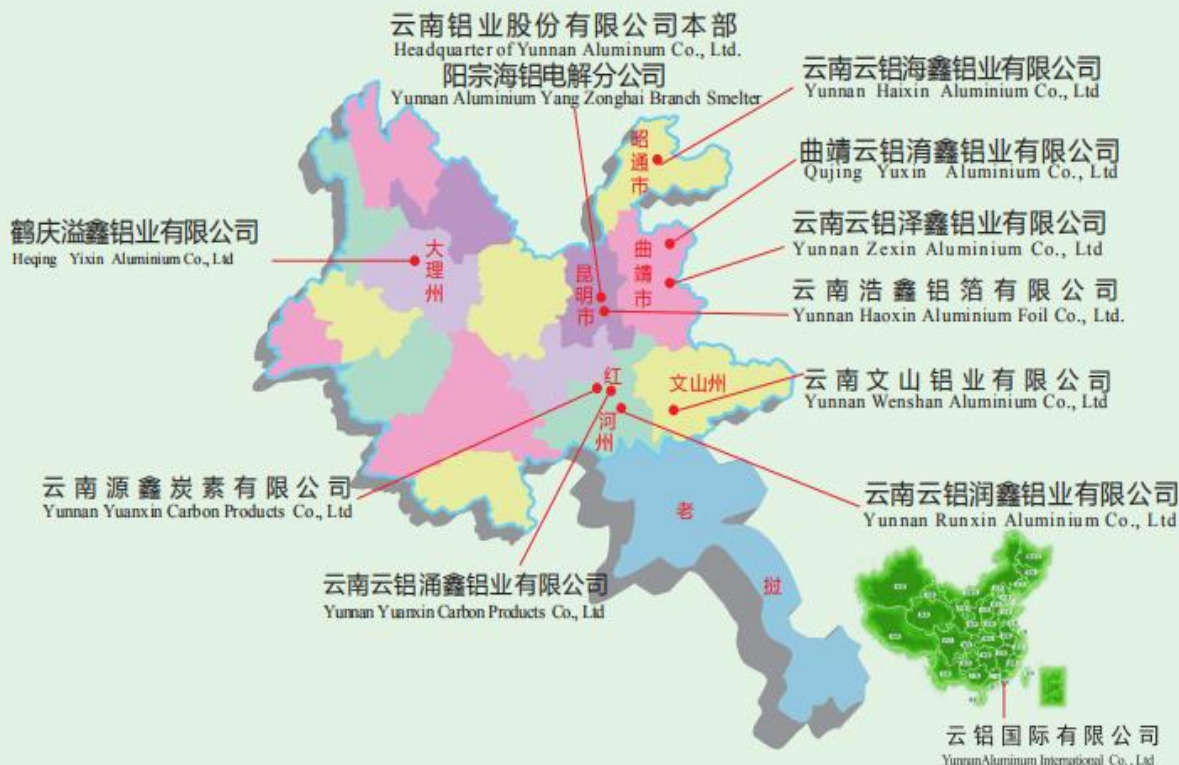 云南铝业股份有限公司本部
Headquarter of Yunnan Aluminum Co., Ltd.
阳宗海铝电解分公司
Yunnan Aluminium Yang Zonghai Branch Smelter
云南云铝海鑫铝业有限公司
Yunnan Haixin Aluminium Co., Ltd
昭通市
曲靖云铝淯鑫铝业有限公司
Qujing Yuxin Aluminium Co., Ltd
鹤庆溢鑫铝业有限公司
Heqing Yixin Aluminium Co., Ltd
大理州
昆明市
曲靖市
云南云铝泽鑫铝业有限公司
Yunnan Zexin Aluminium Co., Ltd
云南浩鑫铝箔有限公司
Yunnan Haoxin Aluminium Foil Co., Ltd.
红河州
文山州
云南文山铝业有限公司
Yunnan Wenshan Aluminium Co., Ltd
云南源鑫炭素有限公司
Yunnan Yuanxin Carbon Products Co., Ltd
老挝
云南云铝润鑫铝业有限公司
Yunnan Runxin Aluminium Co., Ltd
云南云铝涌鑫铝业有限公司
Yunnan Yuanxin Carbon Products Co., Ltd
云铝国际有限公司
YunnanAluminum International Co., Ltd